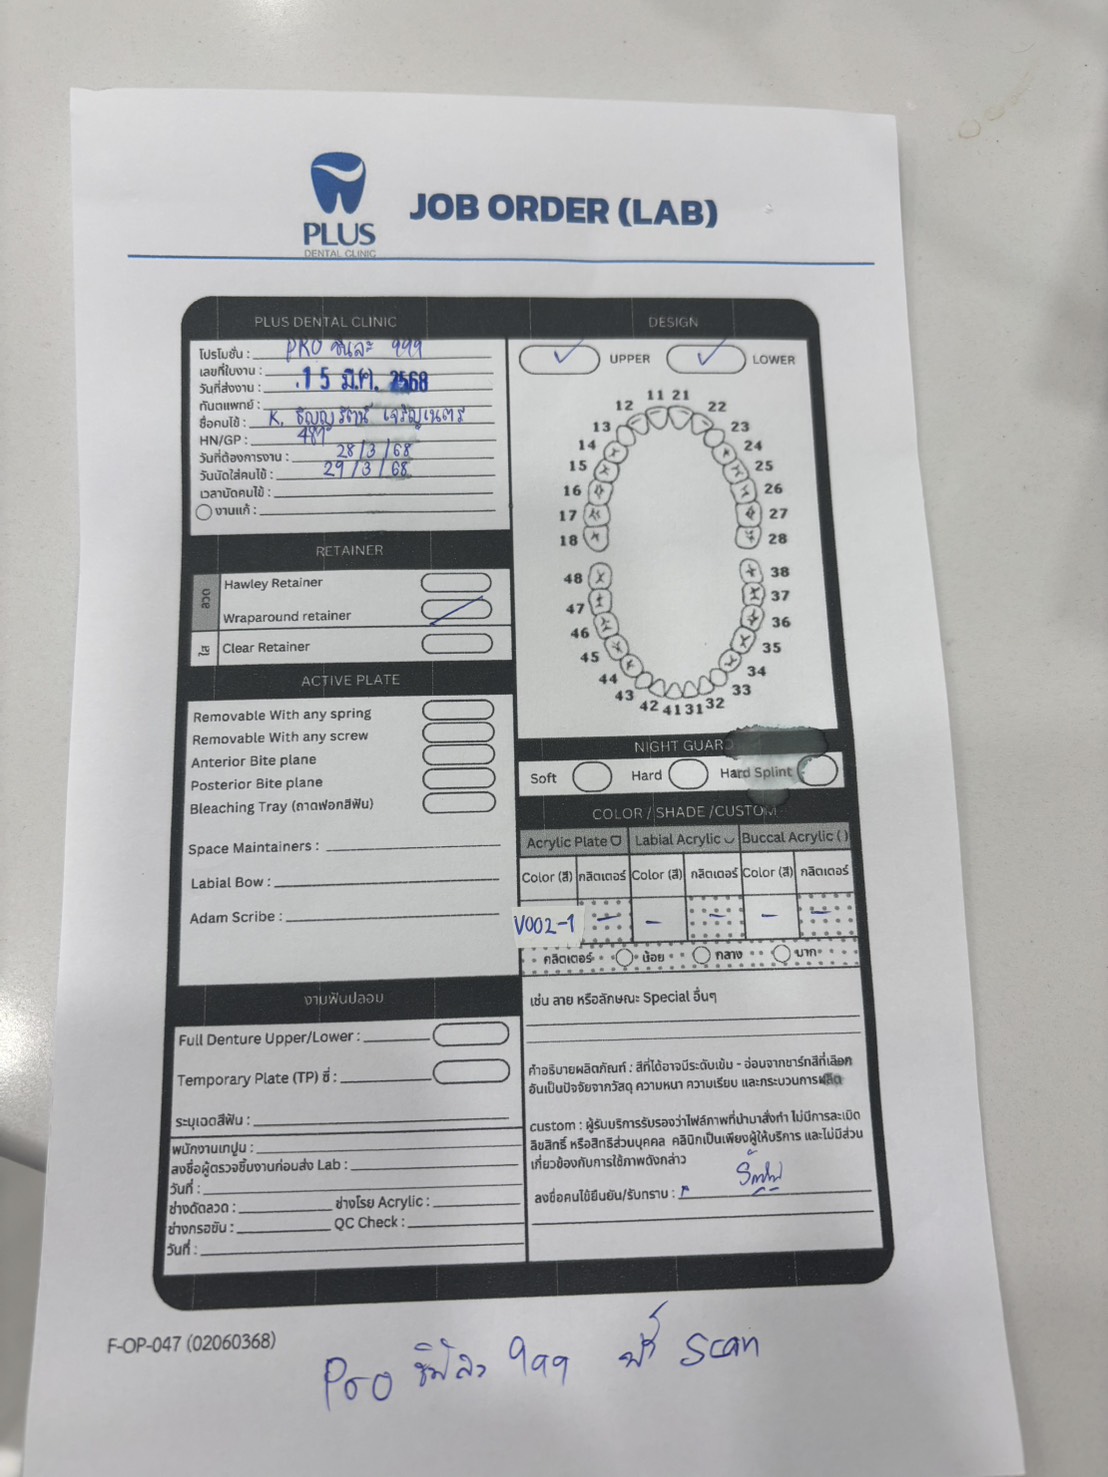 PLUS
DENTAL CLINIC
JOB ORDER (LAB)
PLUS DENTAL CLINIC
โปรโมชั่น : PRO ชิ้นละ 999
เลขที่ใบงาน :
วันที่ส่งงาน : 15 มี.ค. 2568
ทันตแพทย์ :
ชื่อคนไข้ : K. ธัญญรัตน์ เจริญเนตร
HN/GP : 489
วันที่ต้องการงาน : 28/3/68
วันนัดใส่คนไข้ : 29/3/68
เวลานัดคนไข้ :
งานแก้ :
RETAINER
ลวด
Hawley Retainer
Wraparound retainer
ใส
Clear Retainer
ACTIVE PLATE
Removable With any spring
Removable With any screw
Anterior Bite plane
Posterior Bite plane
Bleaching Tray (ถาดฟอกสีฟัน)
Space Maintainers :
Labial Bow :
Adam Scribe :
งานฟันปลอม
Full Denture Upper/Lower :
Temporary Plate (TP) ซี่ :
ระบุเฉดสีฟัน :
พนักงานเทปูน :
ลงชื่อผู้ตรวจชิ้นงานก่อนส่ง Lab :
วันที่ :
ช่างดัดลวด : ช่างโรย Acrylic :
ช่างกรอขัน : QC Check :
วันที่ :
DESIGN
UPPER LOWER
11 21
12 22
13 23
14 24
15 25
16 26
17 27
18 28
48 38
47 37
46 36
45 35
44 34
43 33
42 41 31 32
NIGHT GUARD
Soft Hard Hard Splint
COLOR / SHADE /CUSTOM
Acrylic Plate Labial Acrylic Buccal Acrylic ( )
Color (สี) กลิตเตอร์ Color (สี) กลิตเตอร์ Color (สี) กลิตเตอร์
V002-1 - - - - -
กลิตเตอร์ น้อย กลาง มาก
เช่น ลาย หรือลักษณะ Special อื่นๆ
คำอธิบายผลิตภัณฑ์ : สีที่ได้อาจมีระดับเข้ม - อ่อนจากชาร์ทสีที่เลือก
อันเป็นปัจจัยจากวัสดุ ความหนา ความเรียบ และกระบวนการผลิต
custom : ผู้รับบริการรับรองว่าไฟล์ภาพที่นำมาสั่งทำ ไม่มีการละเมิด
ลิขสิทธิ์ หรือสิทธิส่วนบุคคล คลินิกเป็นเพียงผู้ให้บริการ และไม่มีส่วน
เกี่ยวข้องกับการใช้ภาพดังกล่าว
ลงชื่อคนไข้ยืนยัน/รับทราบ :
F-OP-047 (02060368)
Pro ชิ้นละ 999 ฟรี scan